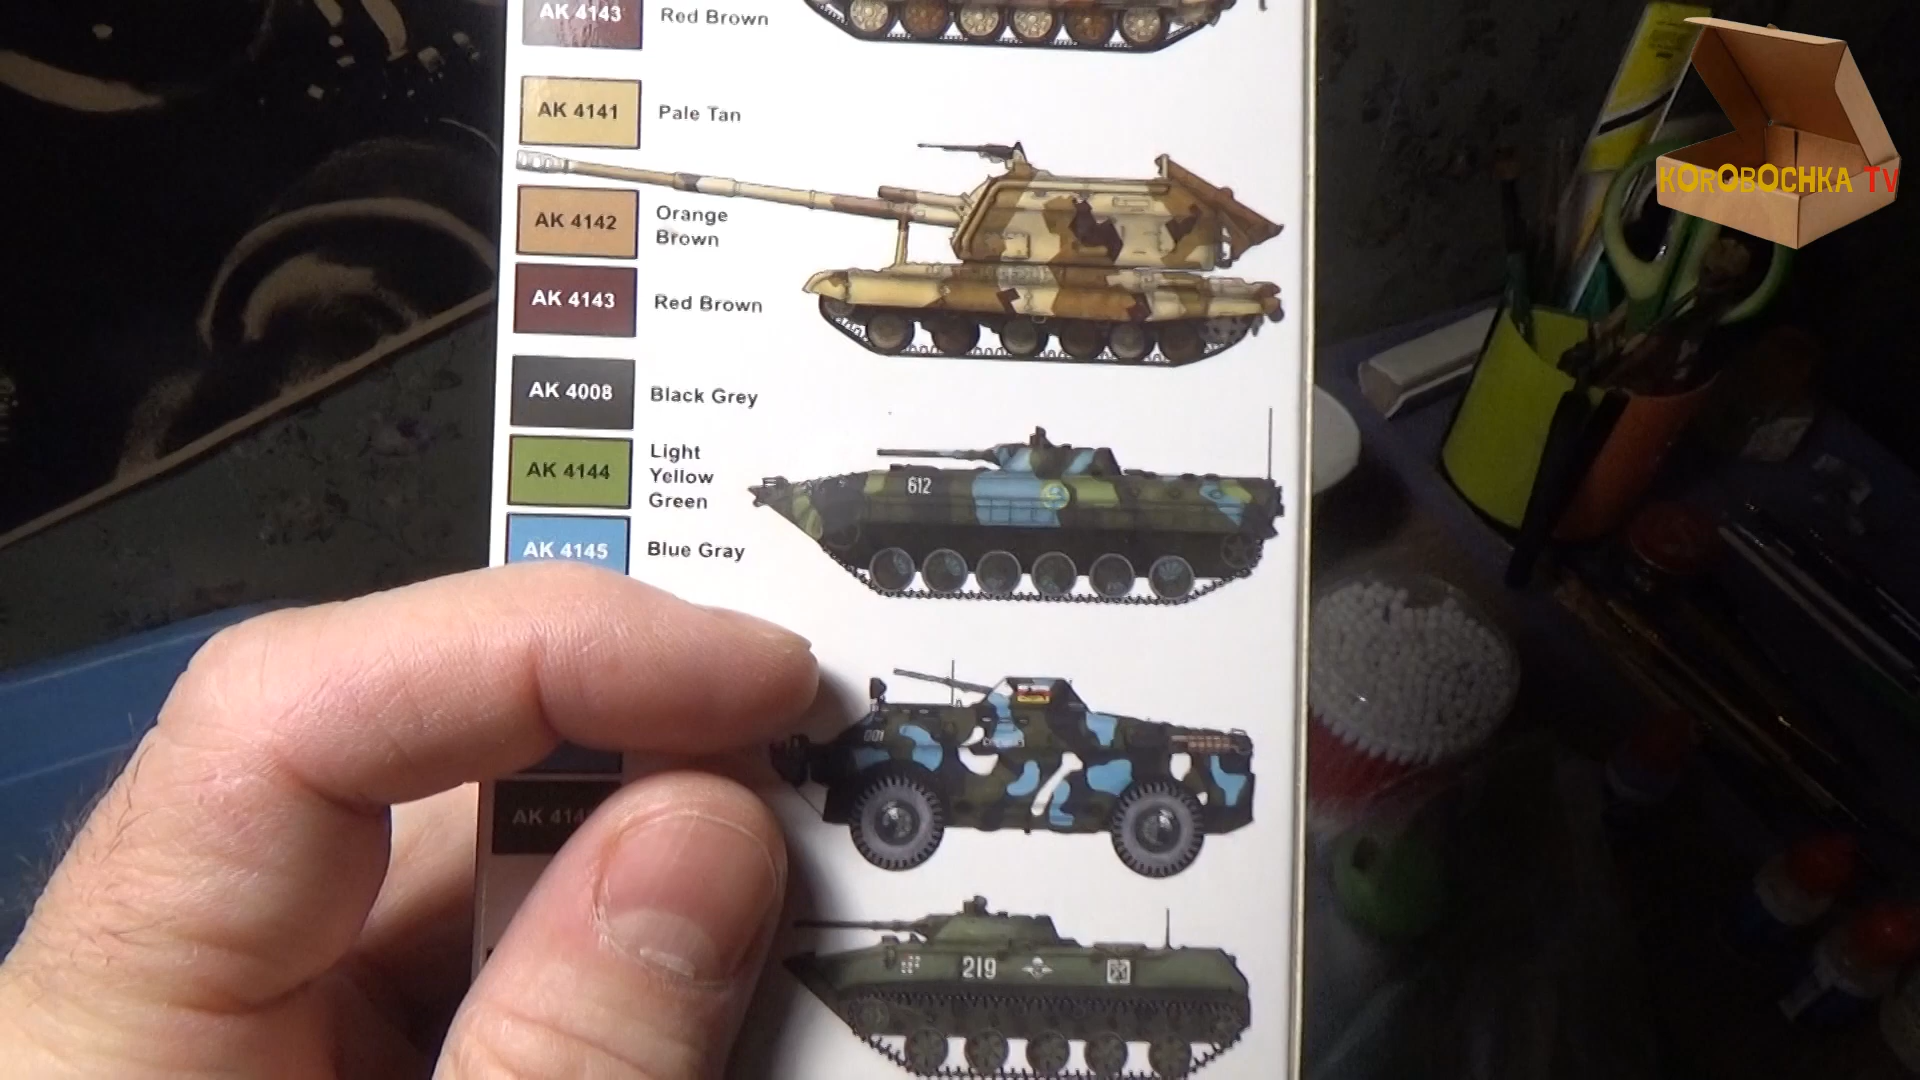 AK 4143
Red Brown
AK 4141
Pale Tan
AK 4142
Orange
Brown
AK 4143
Red Brown
AK 4008
Black Grey
AK 4144
Light
Yellow
Green
AK 4145
Blue Gray
612
001
219
KOROBOCHKA TV